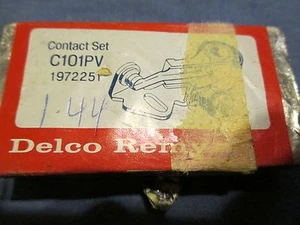 Contact Set
C101PV
1972251
1.44
Delco Remy